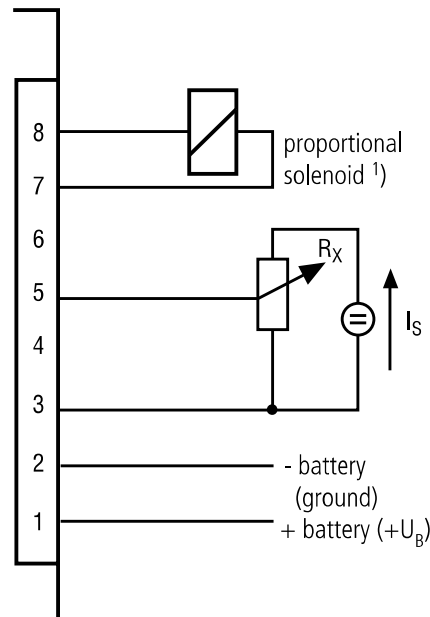 8
proportional
solenoid ¹)
7
6
R_X
5
I_S
4
3
2
- battery
(ground)
1
+ battery (+U_B)